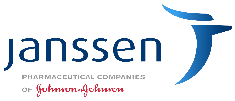 janssen
PHARMACEUTICAL COMPANIES
OF Johnson & Johnson